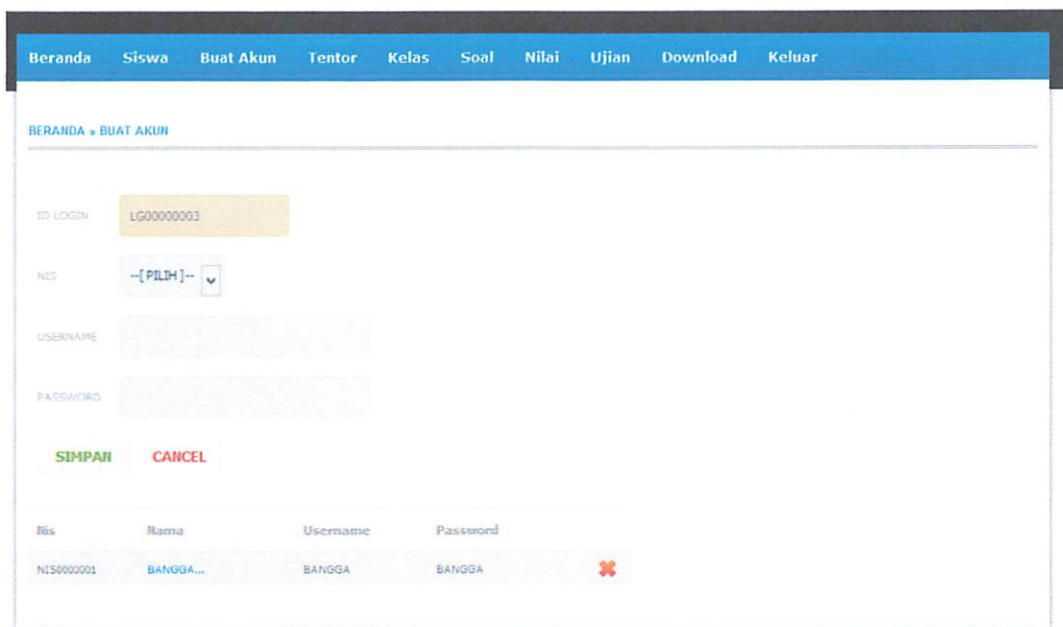 Beranda Siswa Buat Akun Tentor Kelas Soal Nilai Ujian Download Keluar
BERANDA » BUAT AKUN
ID LOGIN LG00000003
NIS --[ PILIH ]--
USERNAME
PASSWORD
SIMPAN CANCEL
Nis Nama Username Password
NIS0000001 BANGGA... BANGGA BANGGA